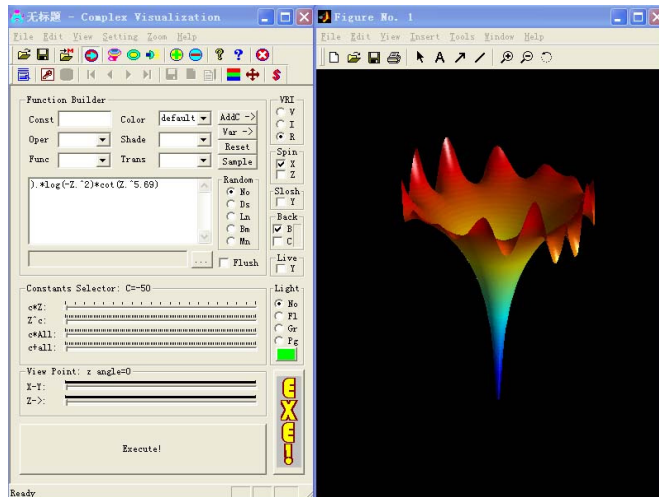 无标题 - Complex Visualization
File Edit View Setting Zoom Help
Function Builder
Const
Color default
AddC ->
Oper
Shade
Var ->
Reset
Func
Trans
Sample
).*log(-Z.^2)*cot(Z.^5.69)
Random
No
Ds
Ln
Bm
Mn
...
Flush
VRI
V
I
R
Spin
X
Z
Slosh
Y
Back
B
C
Live
Y
Constants Selector: C=-50
c*Z:
Z^c:
c*All:
c+all:
Light
No
Fl
Gr
Pg
View Point: z angle=0
X-Y:
Z->:
Execute!
EXE!
Ready
Figure No. 1
File Edit View Insert Tools Window Help